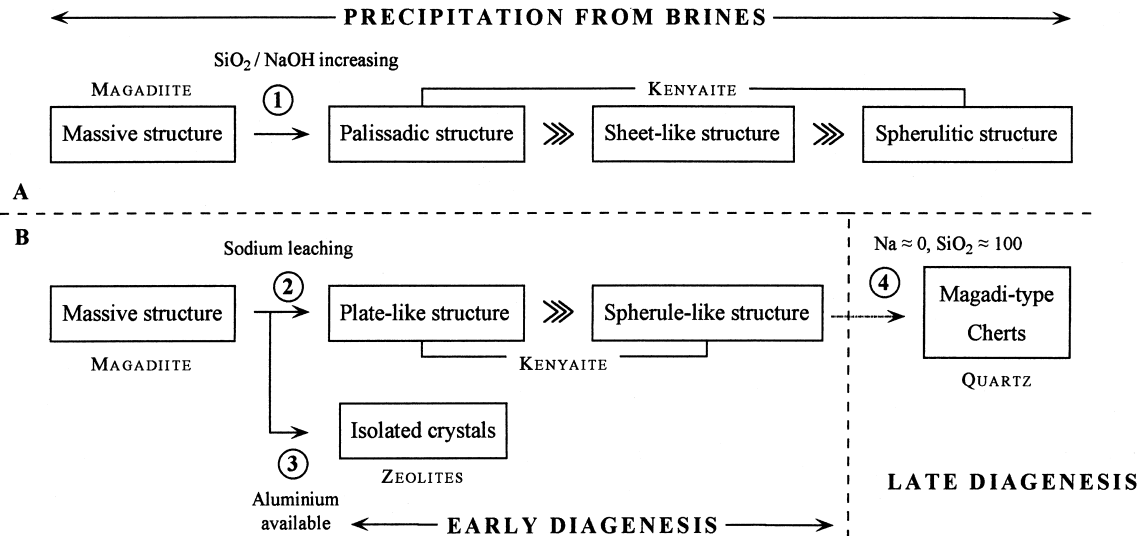 PRECIPITATION FROM BRINES
SiO2 / NaOH increasing
MAGADIITE
1
KENYAITE
Massive structure
Palissadic structure
Sheet-like structure
Spherulitic structure
A
B
Sodium leaching
Na ≈ 0, SiO2 ≈ 100
2
4
Massive structure
Plate-like structure
Spherule-like structure
Magadi-type
Cherts
MAGADIITE
KENYAITE
QUARTZ
Isolated crystals
3
ZEOLITES
Aluminium
available
LATE DIAGENESIS
EARLY DIAGENESIS